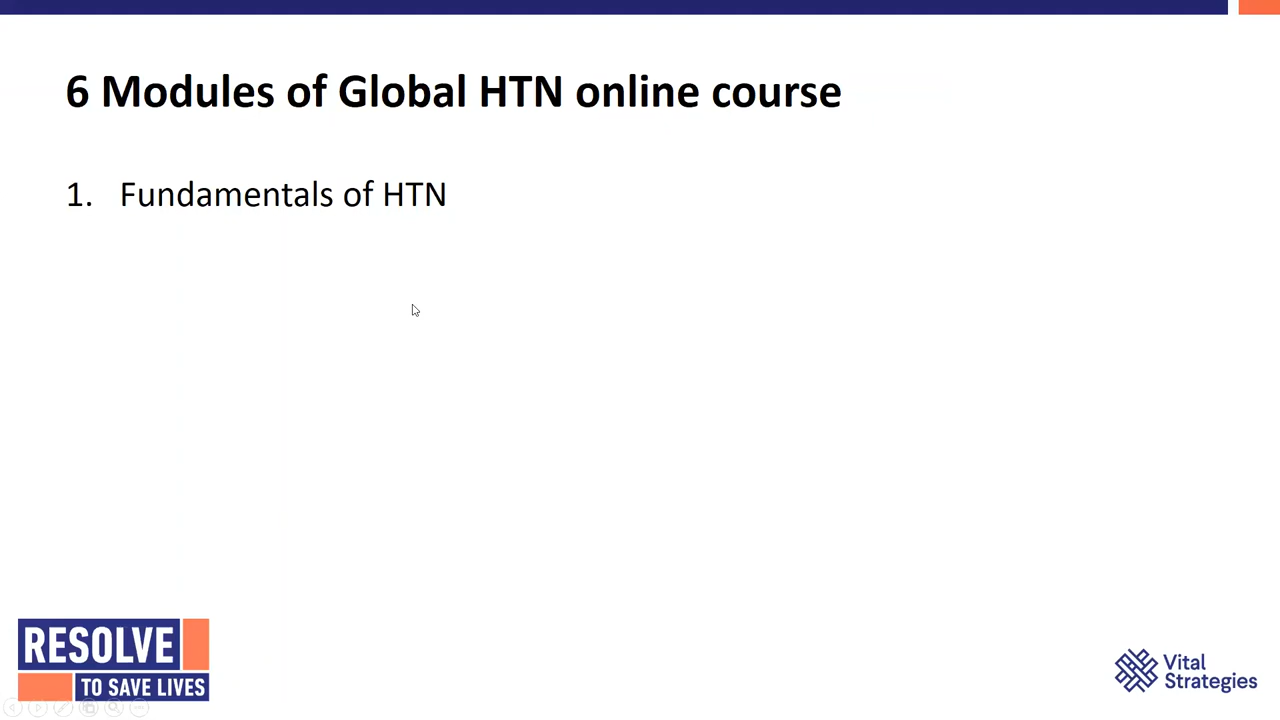 6 Modules of Global HTN online course
1. Fundamentals of HTN
RESOLVE
TO SAVE LIVES
Vital
Strategies